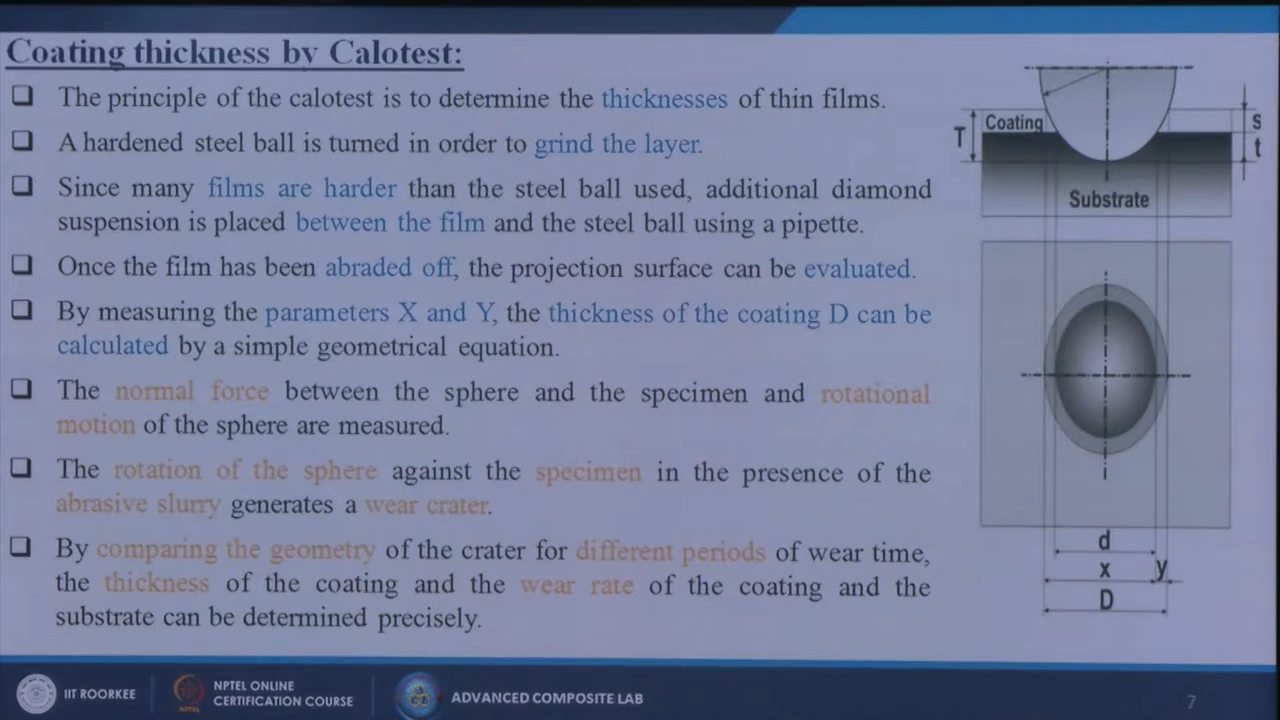 Coating thickness by Calotest:
❑ The principle of the calotest is to determine the thicknesses of thin films.
❑ A hardened steel ball is turned in order to grind the layer.
❑ Since many films are harder than the steel ball used, additional diamond
suspension is placed between the film and the steel ball using a pipette.
❑ Once the film has been abraded off, the projection surface can be evaluated.
❑ By measuring the parameters X and Y, the thickness of the coating D can be
calculated by a simple geometrical equation.
❑ The normal force between the sphere and the specimen and rotational
motion of the sphere are measured.
❑ The rotation of the sphere against the specimen in the presence of the
abrasive slurry generates a wear crater.
❑ By comparing the geometry of the crater for different periods of wear time,
the thickness of the coating and the wear rate of the coating and the
substrate can be determined precisely.
T
Coating
s
t
Substrate
d
x
y
D
IIT ROORKEE
NPTEL
NPTEL ONLINE
CERTIFICATION COURSE
ADVANCED COMPOSITE LAB
7